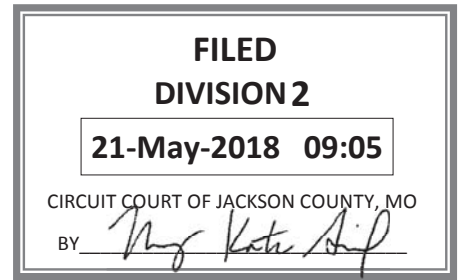 FILED
DIVISION 2
21-May-2018 09:05
CIRCUIT COURT OF JACKSON COUNTY, MO
BY